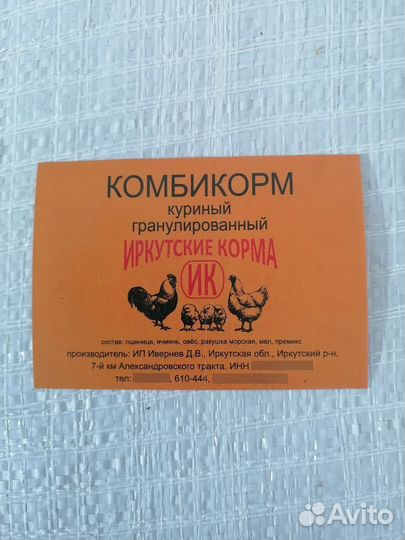 КОМБИКОРМ
куриный
гранулированный
ИРКУТСКИЕ КОРМА
ИК
состав: пшеница, ячмень, овёс, ракушка морская, мел, премикс
производитель: ИП Ивернев Д.В., Иркутская обл., Иркутский р-н,
7-й км Александровского тракта. ИНН
тел: , 610-444,
Avito